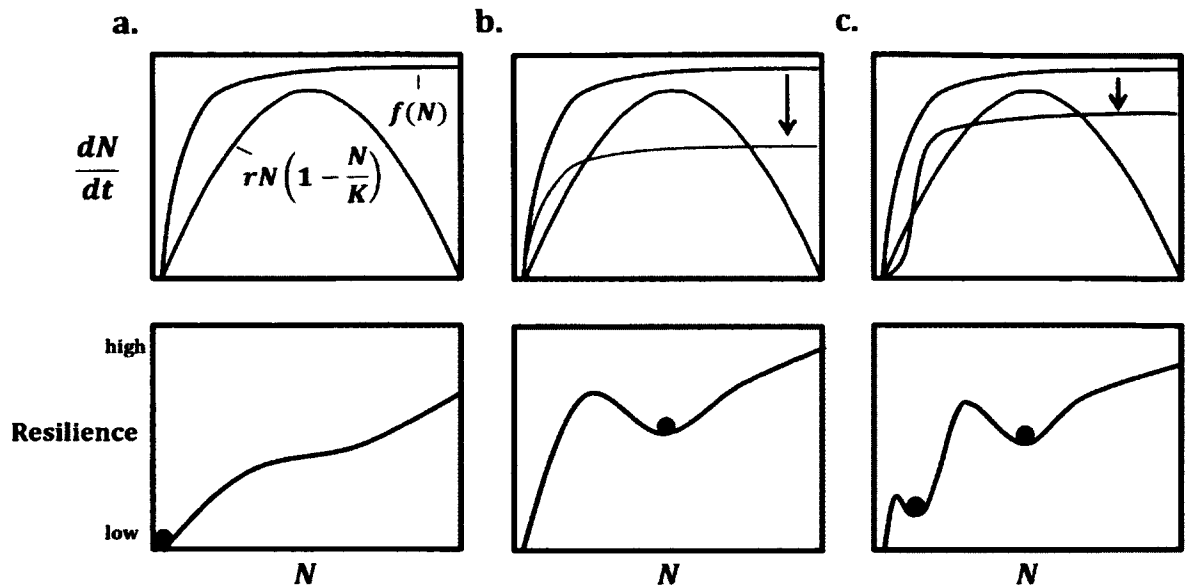 a.
b.
c.
dN
dt
f(N)
rN(1 − N/K)
high
Resilience
low
N
N
N